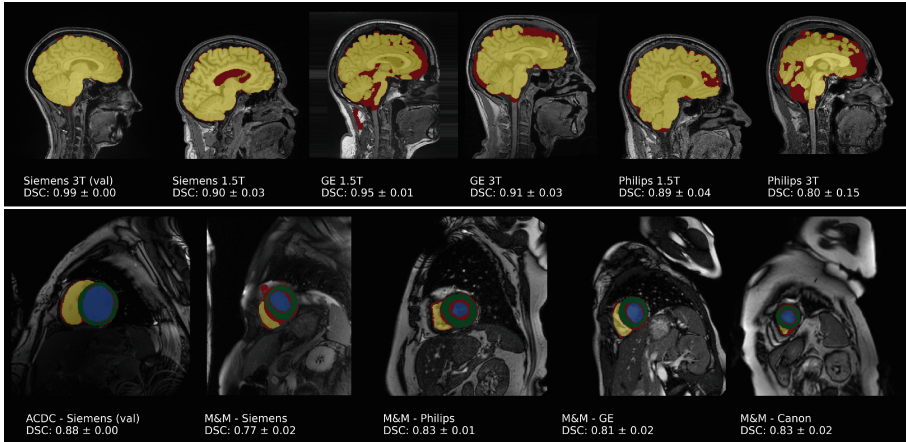 Siemens 3T (val)
DSC: 0.99 ± 0.00
Siemens 1.5T
DSC: 0.90 ± 0.03
GE 1.5T
DSC: 0.95 ± 0.01
GE 3T
DSC: 0.91 ± 0.03
Philips 1.5T
DSC: 0.89 ± 0.04
Philips 3T
DSC: 0.80 ± 0.15
ACDC - Siemens (val)
DSC: 0.88 ± 0.00
M&M - Siemens
DSC: 0.77 ± 0.02
M&M - Philips
DSC: 0.83 ± 0.01
M&M - GE
DSC: 0.81 ± 0.02
M&M - Canon
DSC: 0.83 ± 0.02